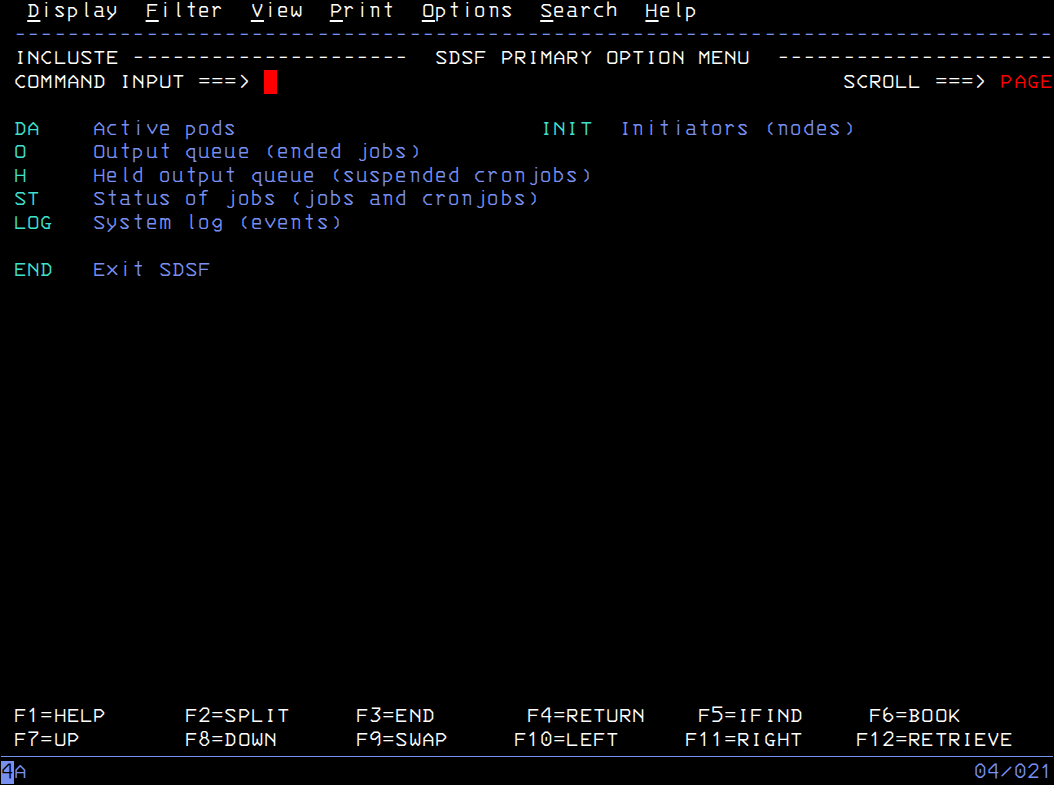 Display Filter View Print Options Search Help
--------------------------------------------------------------------------------
INCLUSTE --------------------- SDSF PRIMARY OPTION MENU ---------------------
COMMAND INPUT ===> SCROLL ===> PAGE
DA Active pods INIT Initiators (nodes)
O Output queue (ended jobs)
H Held output queue (suspended cronjobs)
ST Status of jobs (jobs and cronjobs)
LOG System log (events)
END Exit SDSF
F1=HELP F2=SPLIT F3=END F4=RETURN F5=IFIND F6=BOOK
F7=UP F8=DOWN F9=SWAP F10=LEFT F11=RIGHT F12=RETRIEVE
4A 04/021